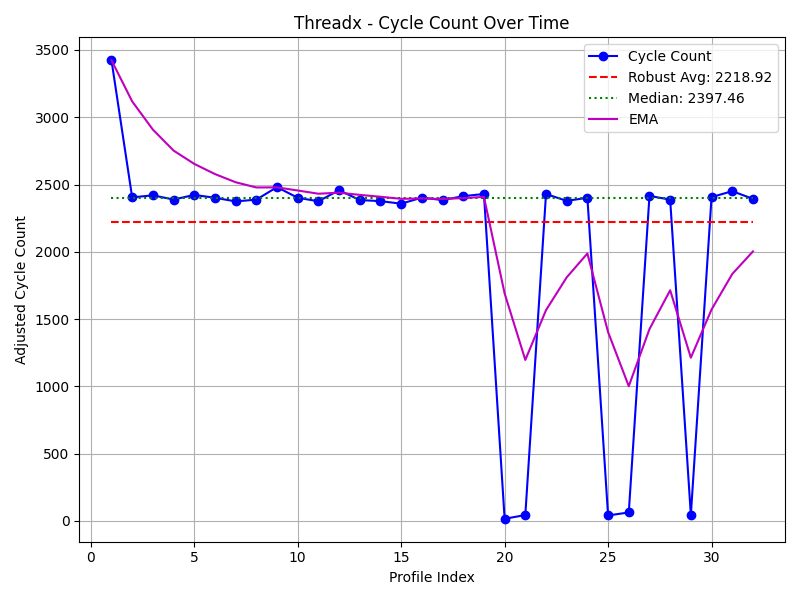 Threadx - Cycle Count Over Time
Cycle Count
Robust Avg: 2218.92
Median: 2397.46
EMA
Adjusted Cycle Count
3500
3000
2500
2000
1500
1000
500
0
0 5 10 15 20 25 30
Profile Index